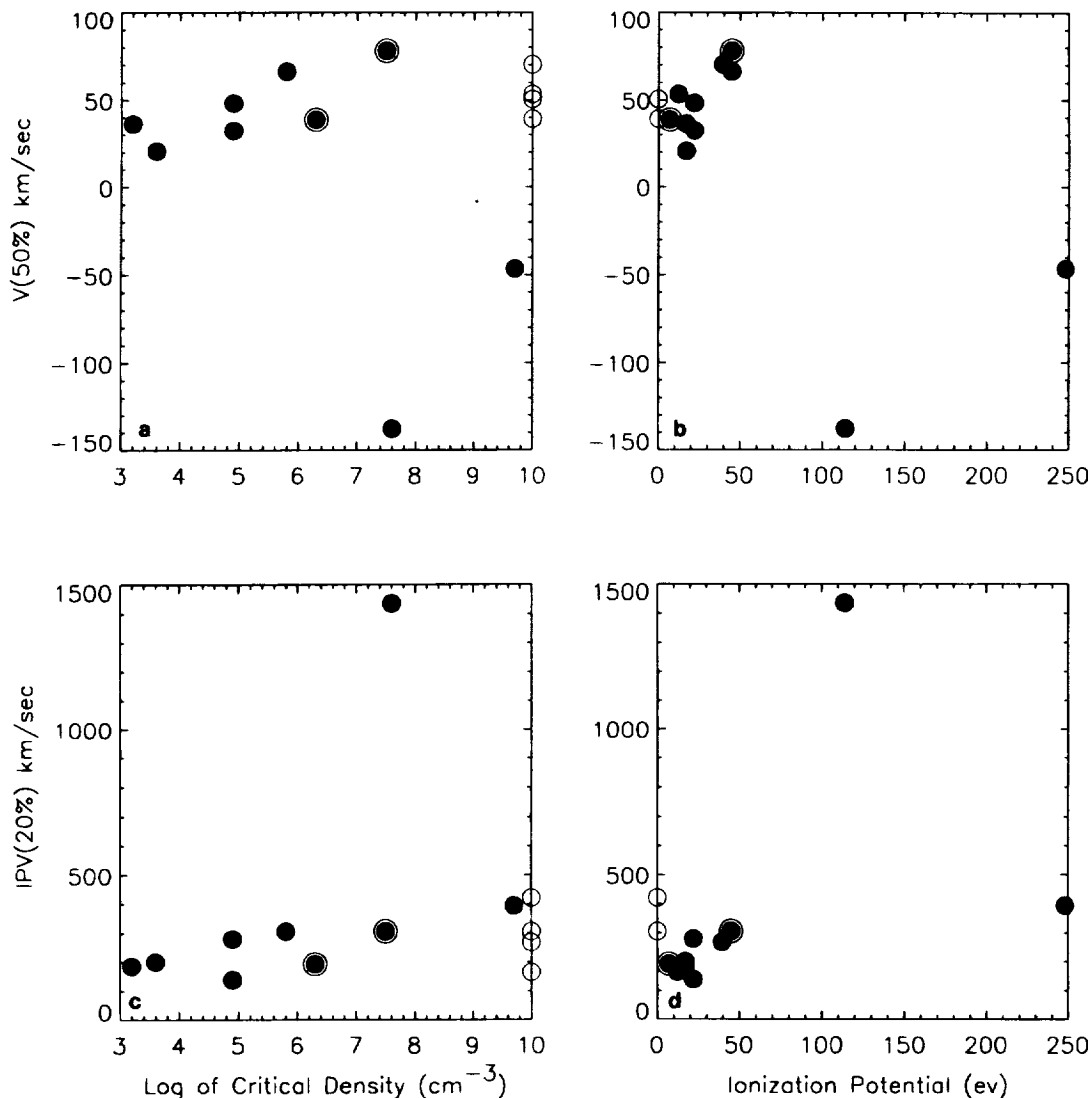 100
50
0
−50
−100
−150
V(50%) km/sec
a
3 4 5 6 7 8 9 10
100
50
0
−50
−100
−150
b
0 50 100 150 200 250
1500
1000
500
0
IPV(20%) km/sec
c
3 4 5 6 7 8 9 10
Log of Critical Density (cm⁻³)
1500
1000
500
0
d
0 50 100 150 200 250
Ionization Potential (ev)